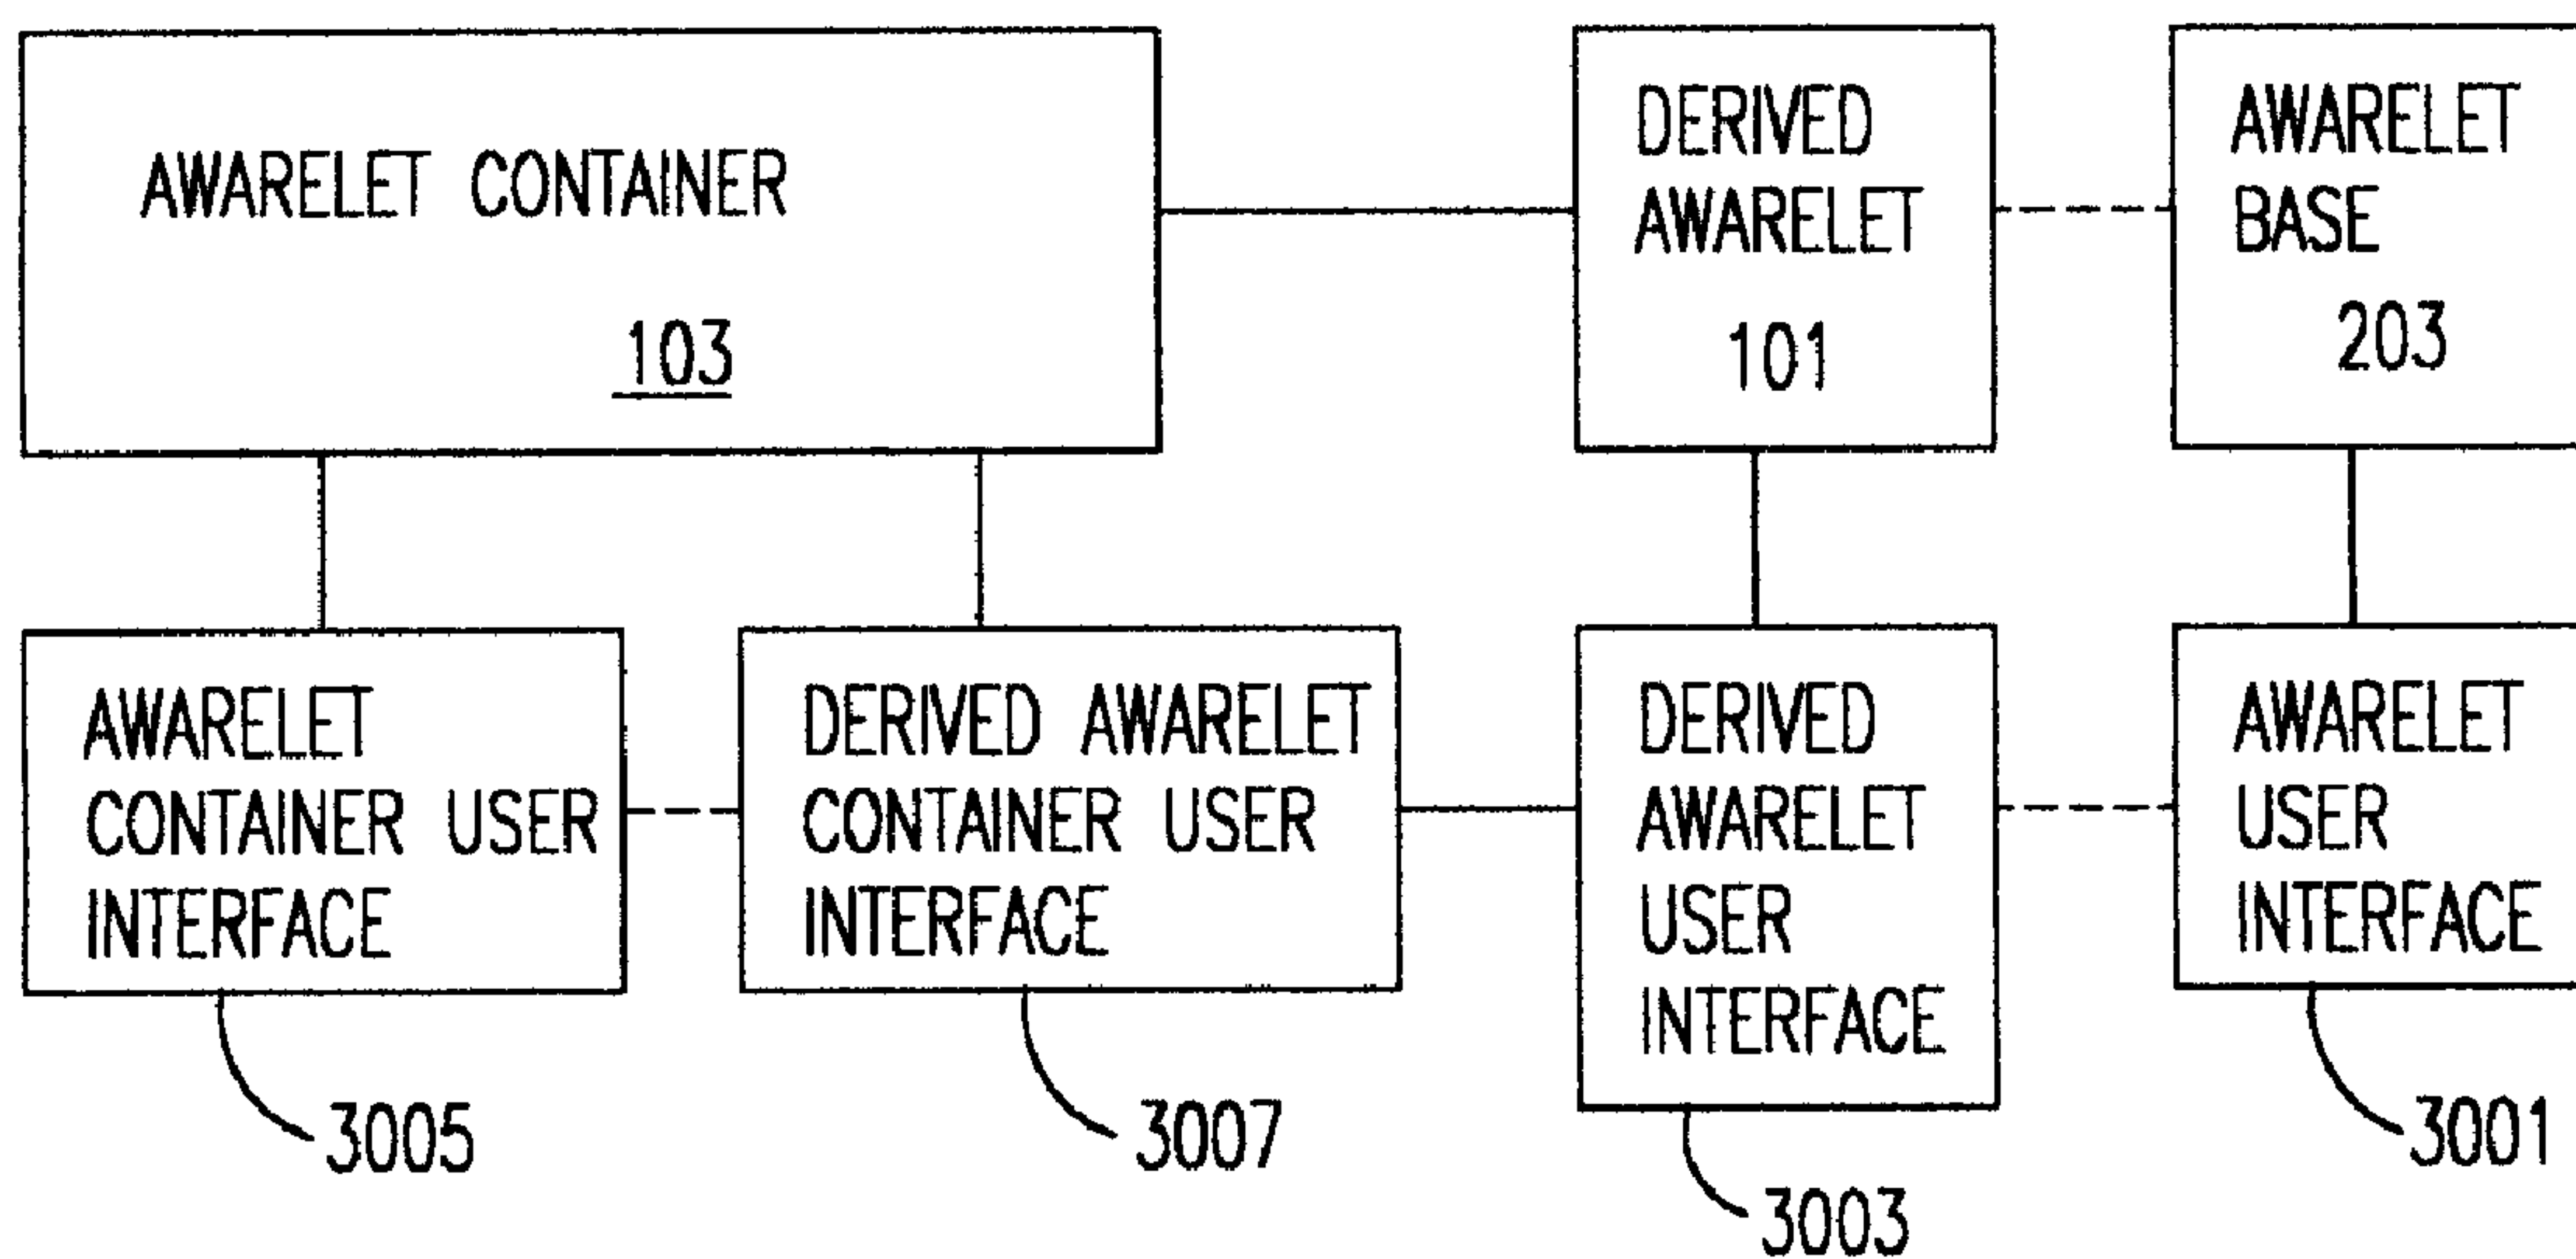 AWARELET CONTAINER
103
DERIVED
AWARELET
101
AWARELET
BASE
203
AWARELET
CONTAINER USER
INTERFACE
3005
DERIVED AWARELET
CONTAINER USER
INTERFACE
3007
DERIVED
AWARELET
USER
INTERFACE
3003
AWARELET
USER
INTERFACE
3001